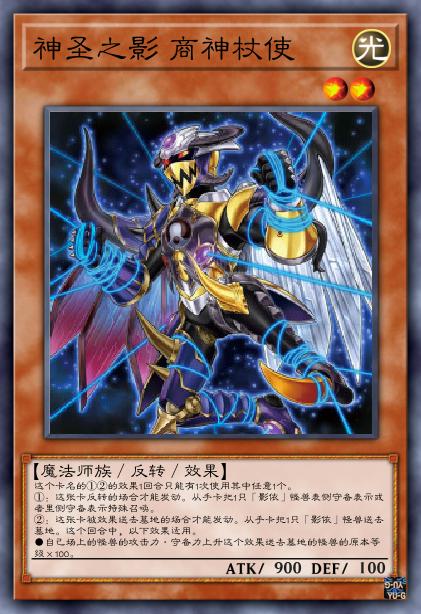 神圣之影 商神杖使
光
【魔法师族／反转／效果】
这个卡名的①②的效果1回合只能有1次使用其中任意1个。
①：这张卡反转的场合才能发动。从手卡把1只「影依」怪兽表侧守备表示或
者里侧守备表示特殊召唤。
②：这张卡被效果送去墓地的场合才能发动。从手卡把1只「影依」怪兽送去
墓地。这个回合中，以下效果适用。
●自己场上的怪兽的攻击力·守备力上升这个效果送去墓地的怪兽的原本等
级×100。
ATK/ 900 DEF/ 100